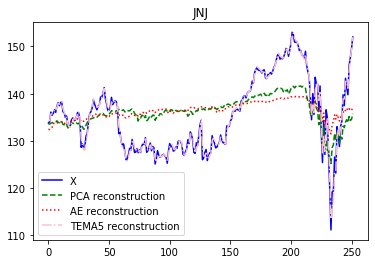 JNJ
150
140
130
120
110
X
PCA reconstruction
AE reconstruction
TEMA5 reconstruction
0
50
100
150
200
250